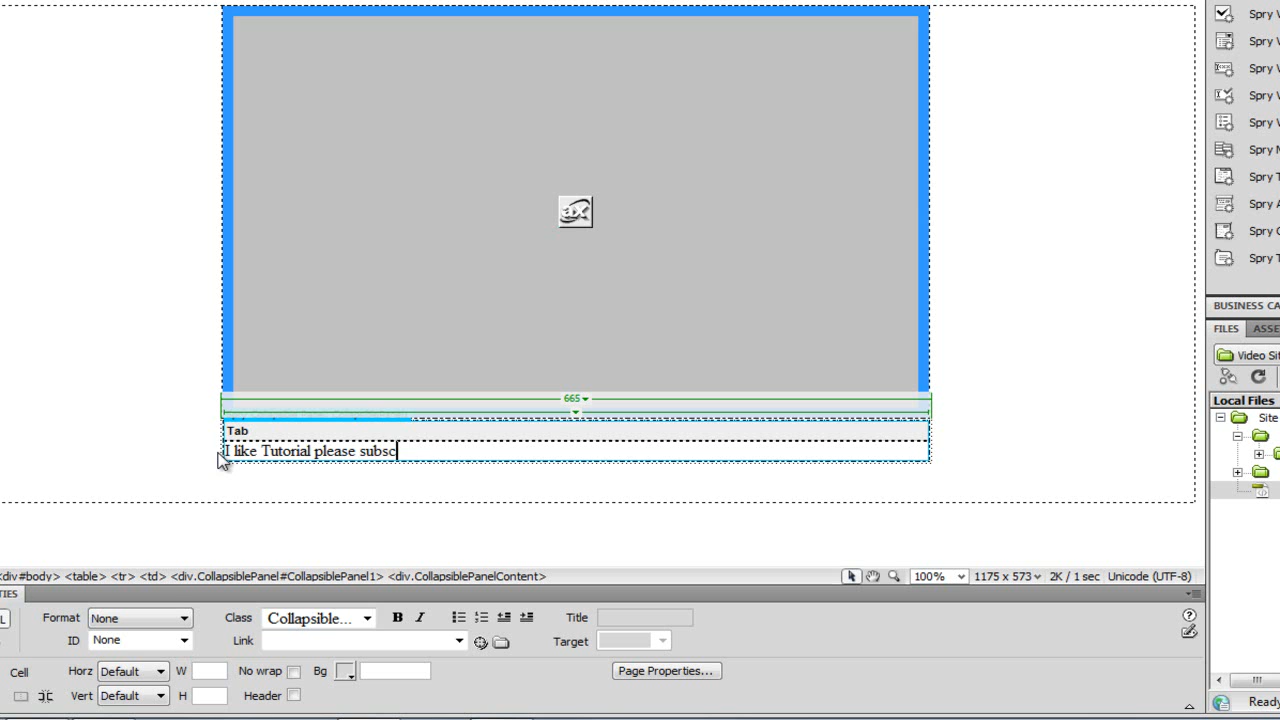 Spry V
Spry V
Spry V
Spry V
Spry V
Spry M
Spry T
Spry A
Spry C
Spry T
BUSINESS CA
FILES ASSE
Video Sit
Local Files
Site
ax
665
Tab
I like Tutorial please subsc
<div#body> <table> <tr> <td> <div.CollapsiblePanel#CollapsiblePanel1> <div.CollapsiblePanelContent>
100% 1175 x 573 2K / 1 sec Unicode (UTF-8)
TIES
L Format None Class Collapsible... B I Title
ID None Link Target
Cell Horz Default W No wrap Bg Page Properties...
Vert Default H Header
Ready